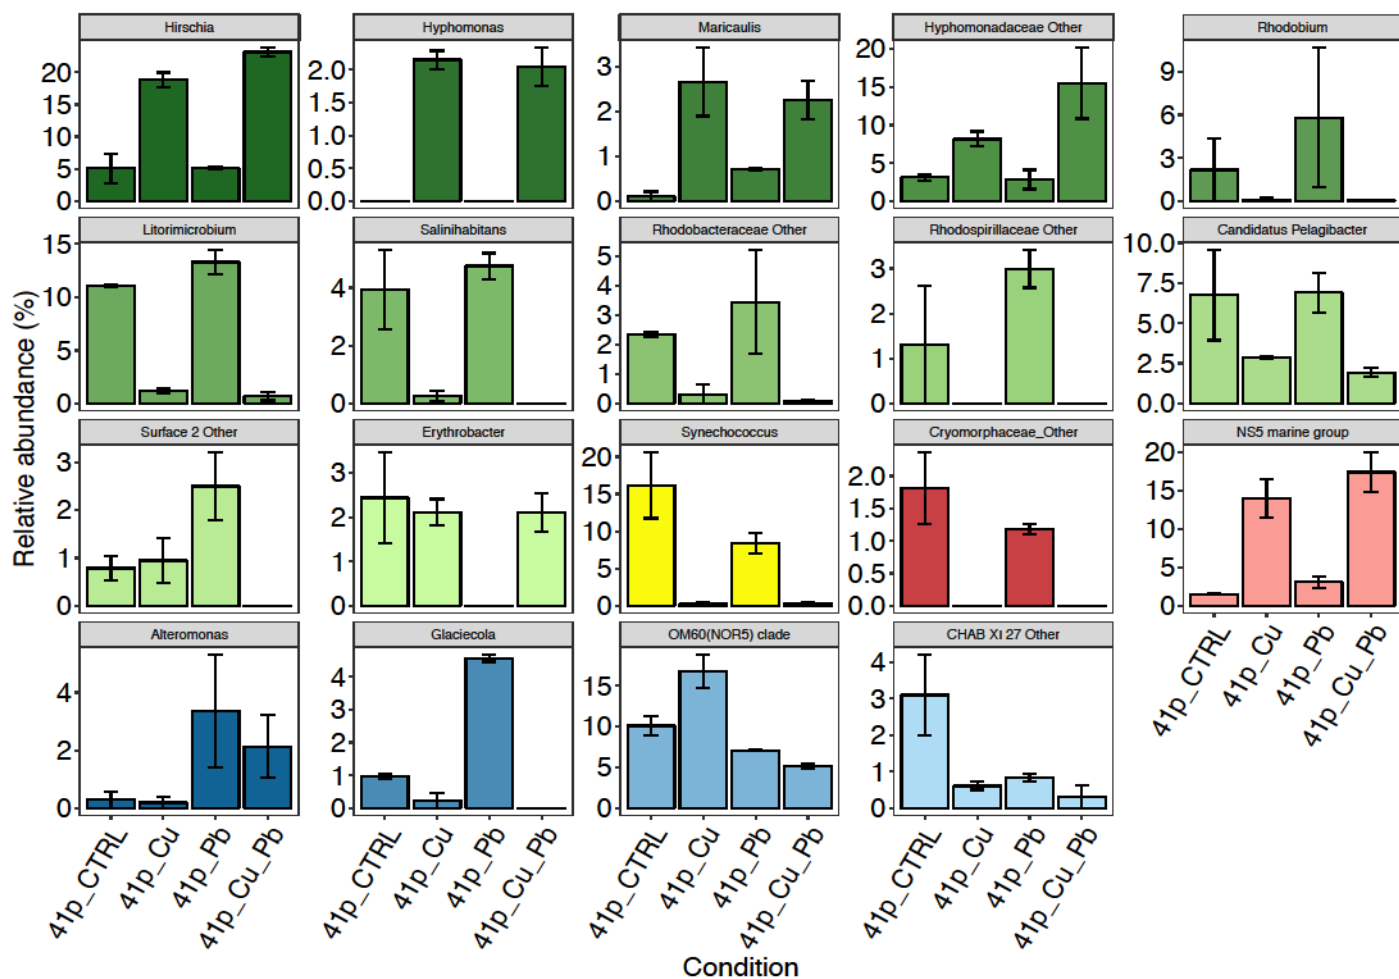 Hirschia
Hyphomonas
Maricaulis
Hyphomonadaceae Other
Rhodobium
20
15
10
5
0
2.0
1.5
1.0
0.5
0.0
3
2
1
0
20
15
10
5
0
9
6
3
0
Litorimicrobium
Salinihabitans
Rhodobacteraceae Other
Rhodospirillaceae Other
Candidatus Pelagibacter
15
10
5
0
4
2
0
5
4
3
2
1
0
3
2
1
0
10.0
7.5
5.0
2.5
0.0
Surface 2 Other
Erythrobacter
Synechococcus
Cryomorphaceae_Other
NS5 marine group
3
2
1
0
3
2
1
0
20
15
10
5
0
2.0
1.5
1.0
0.5
0.0
20
15
10
5
0
Alteromonas
Glaciecola
OM60(NOR5) clade
CHAB XI 27 Other
4
2
0
4
3
2
1
0
15
10
5
0
4
3
2
1
0
41p_CTRL
41p_Cu
41p_Pb
41p_Cu_Pb
41p_CTRL
41p_Cu
41p_Pb
41p_Cu_Pb
41p_CTRL
41p_Cu
41p_Pb
41p_Cu_Pb
41p_CTRL
41p_Cu
41p_Pb
41p_Cu_Pb
41p_CTRL
41p_Cu
41p_Pb
41p_Cu_Pb
Relative abundance (%)
Condition